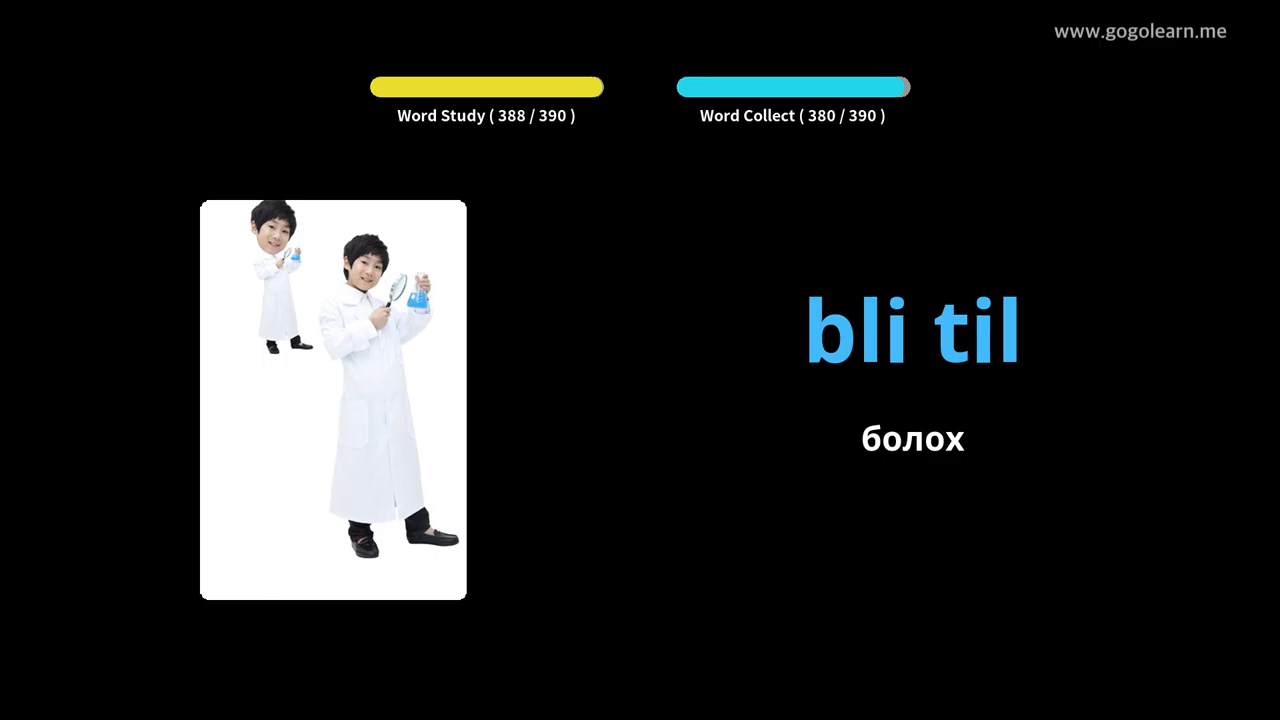 www.gogolearn.me
Word Study ( 388 / 390 )
Word Collect ( 380 / 390 )
bli til
болох